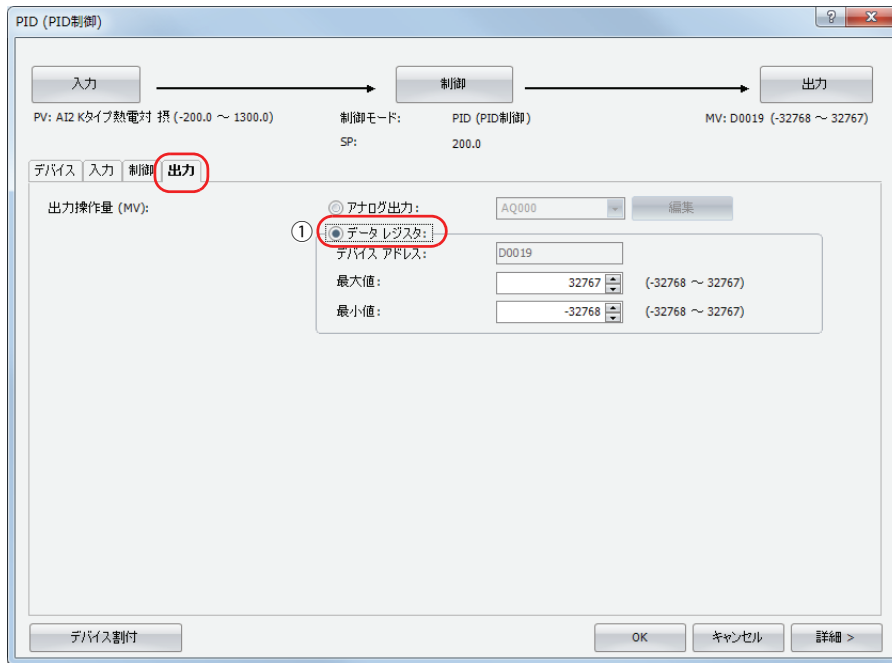 PID (PID制御)
入力
制御
出力
PV: AI2 Kタイプ熱電対 摂 (-200.0 ～ 1300.0)
制御モード: PID (PID制御)
MV: D0019 (-32768 ～ 32767)
SP: 200.0
デバイス 入力 制御 出力
出力操作量 (MV):
アナログ出力: AQ000 編集
① データ レジスタ:
デバイス アドレス: D0019
最大値: 32767 (-32768 ～ 32767)
最小値: -32768 (-32768 ～ 32767)
デバイス割付
OK キャンセル 詳細 >